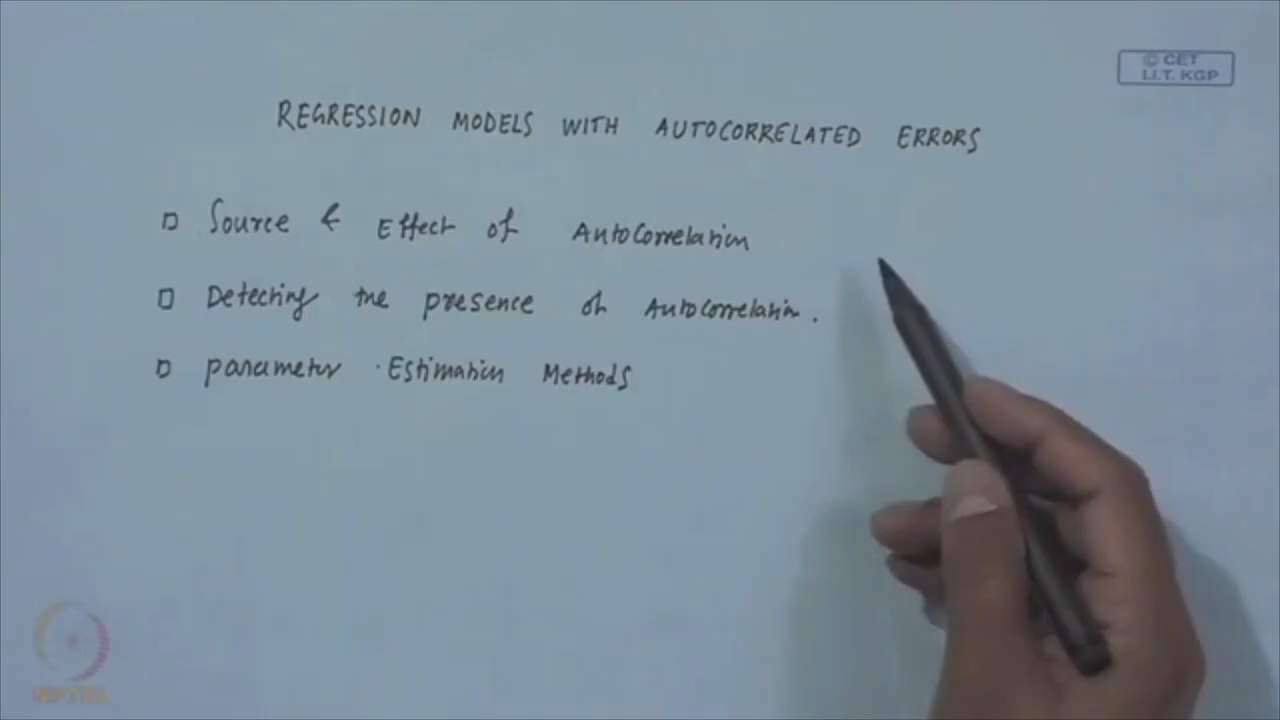 © CET
I.I.T. KGP
REGRESSION MODELS WITH AUTOCORRELATED ERRORS
Source & Effect of AutoCorrelation
Detecting the presence of AutoCorrelation.
Parameter Estimation Methods
NPTEL